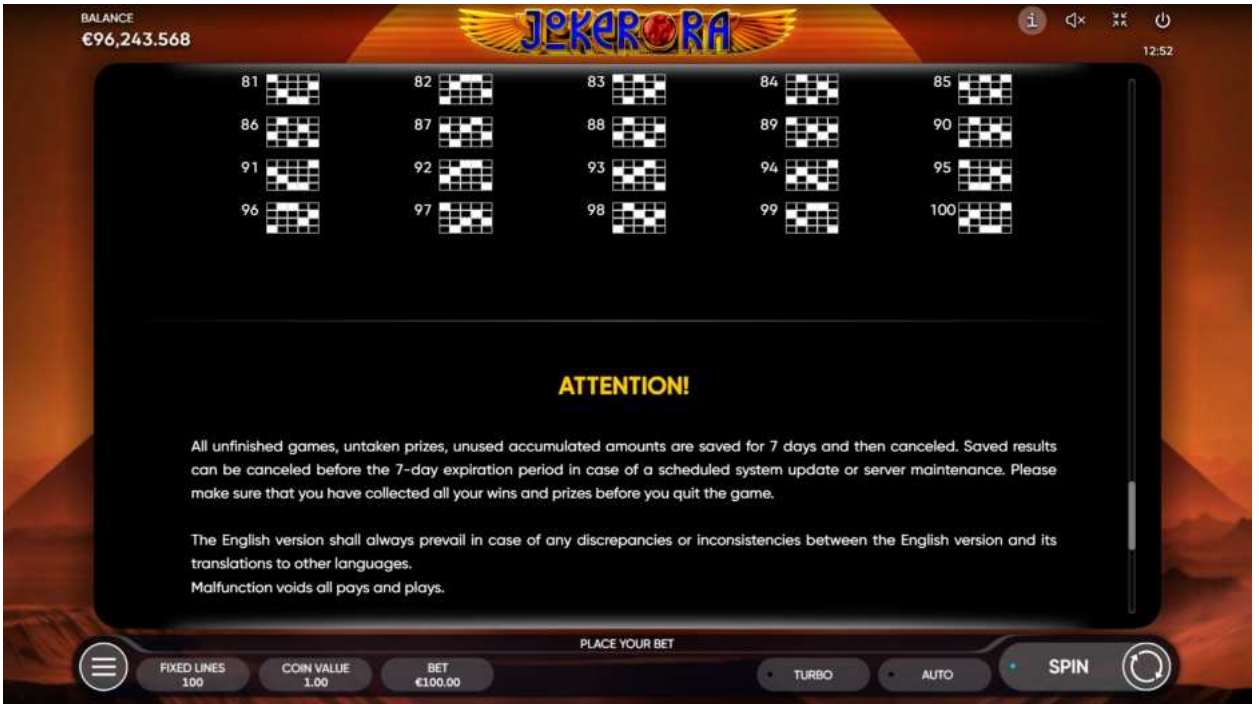 BALANCE
€96,243.568
JOKERORA
i
12:52
81 82 83 84 85
86 87 88 89 90
91 92 93 94 95
96 97 98 99 100
ATTENTION!
All unfinished games, untaken prizes, unused accumulated amounts are saved for 7 days and then canceled. Saved results
can be canceled before the 7-day expiration period in case of a scheduled system update or server maintenance. Please
make sure that you have collected all your wins and prizes before you quit the game.
The English version shall always prevail in case of any discrepancies or inconsistencies between the English version and its
translations to other languages.
Malfunction voids all pays and plays.
PLACE YOUR BET
FIXED LINES
100
COIN VALUE
1.00
BET
€100.00
TURBO
AUTO
SPIN